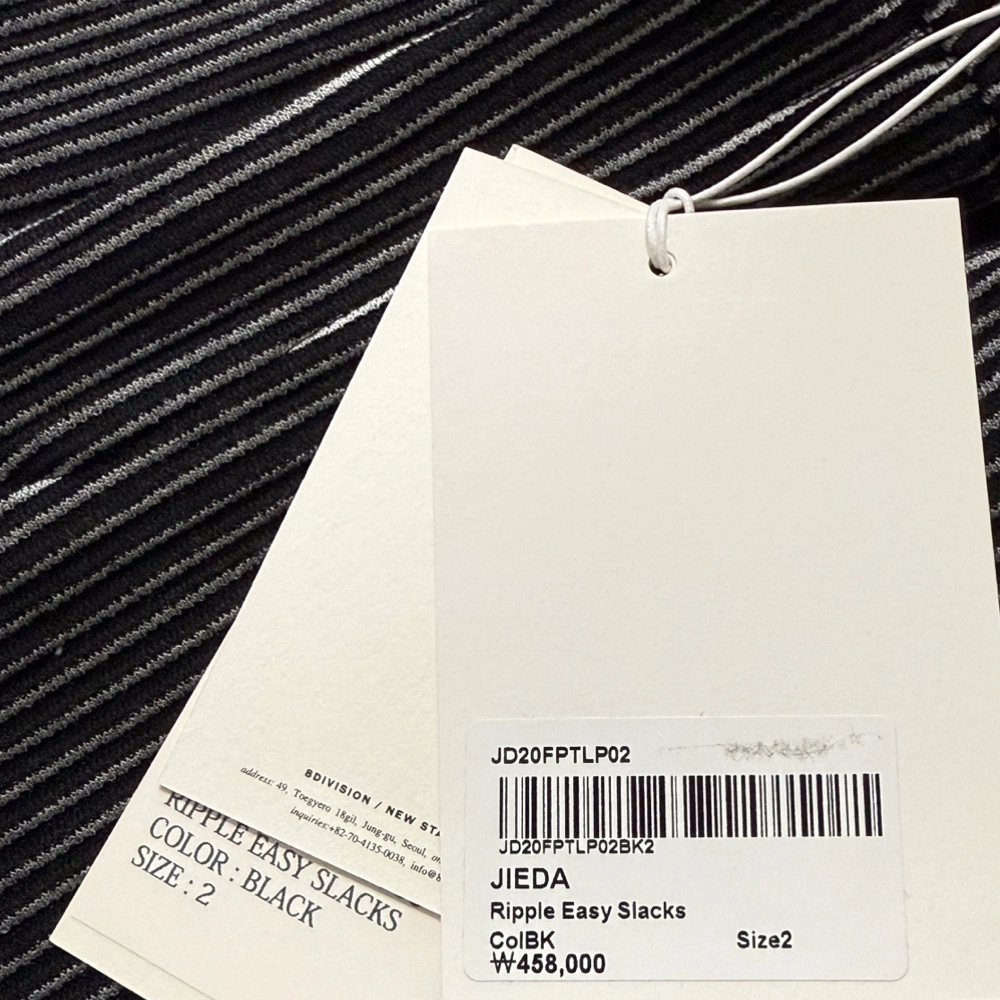 8DIVISION / NEW STA
address: 49, Toegyero 18gil, Jung-gu, Seoul,
inquiries:+82-70-4135-0038, info@8
RIPPLE EASY SLACKS
COLOR : BLACK
SIZE : 2
JD20FPTLP02
JD20FPTLP02BK2
JIEDA
Ripple Easy Slacks
ColBK Size2
₩458,000